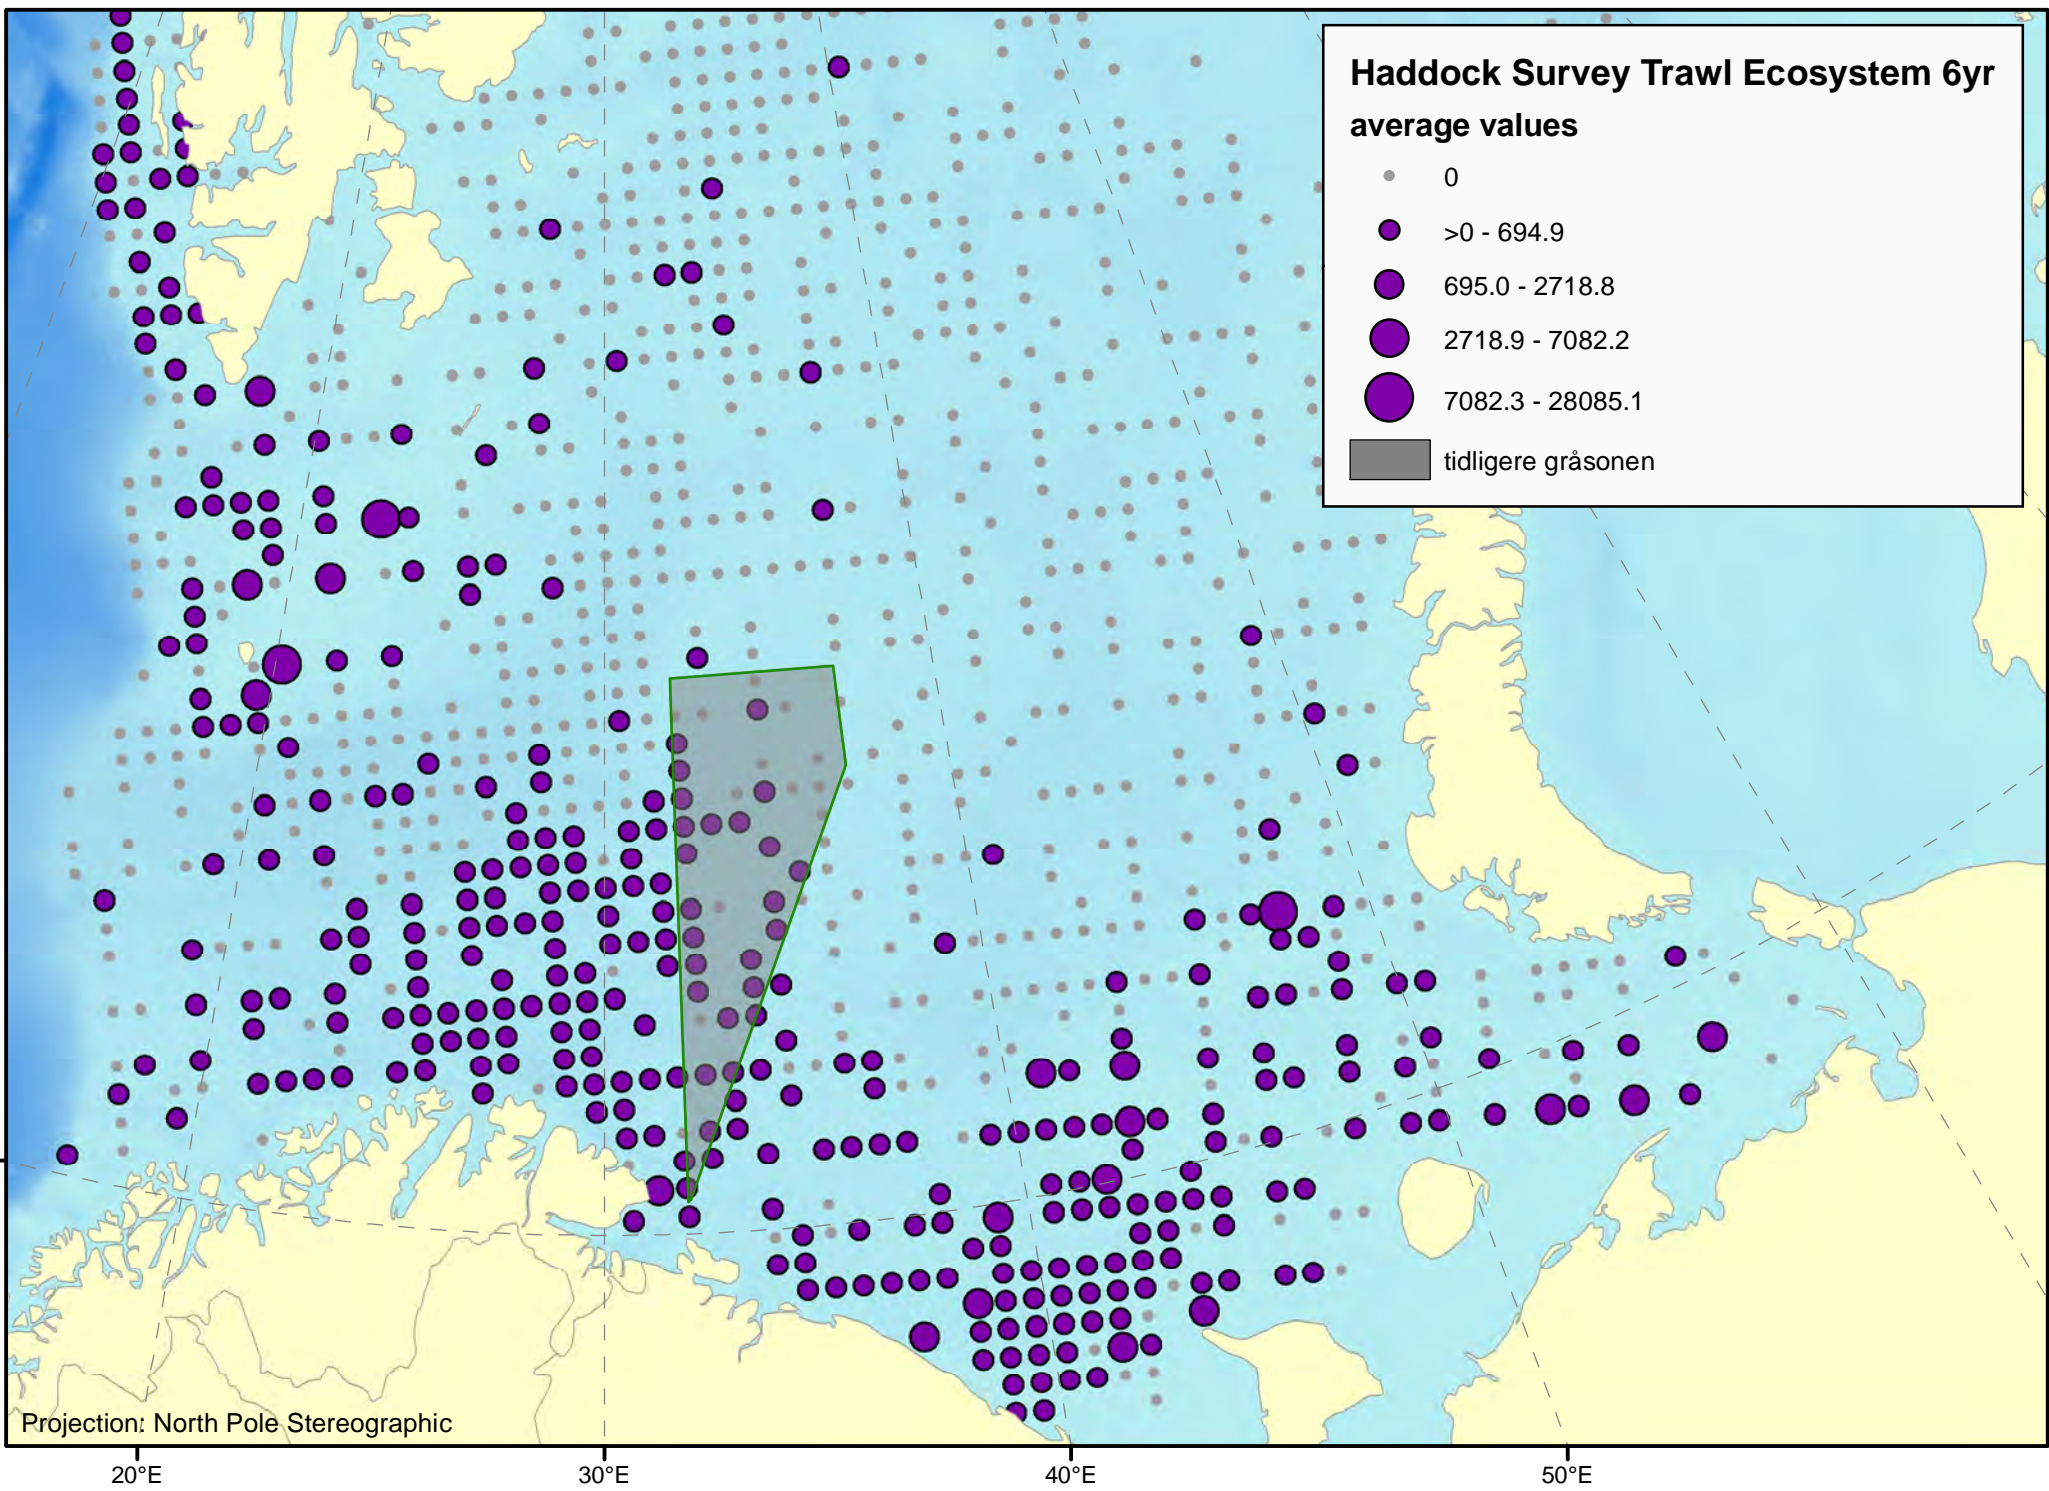 Haddock Survey Trawl Ecosystem 6yr
average values
0
>0 - 694.9
695.0 - 2718.8
2718.9 - 7082.2
7082.3 - 28085.1
tidligere gråsonen
Projection: North Pole Stereographic
20°E
30°E
40°E
50°E